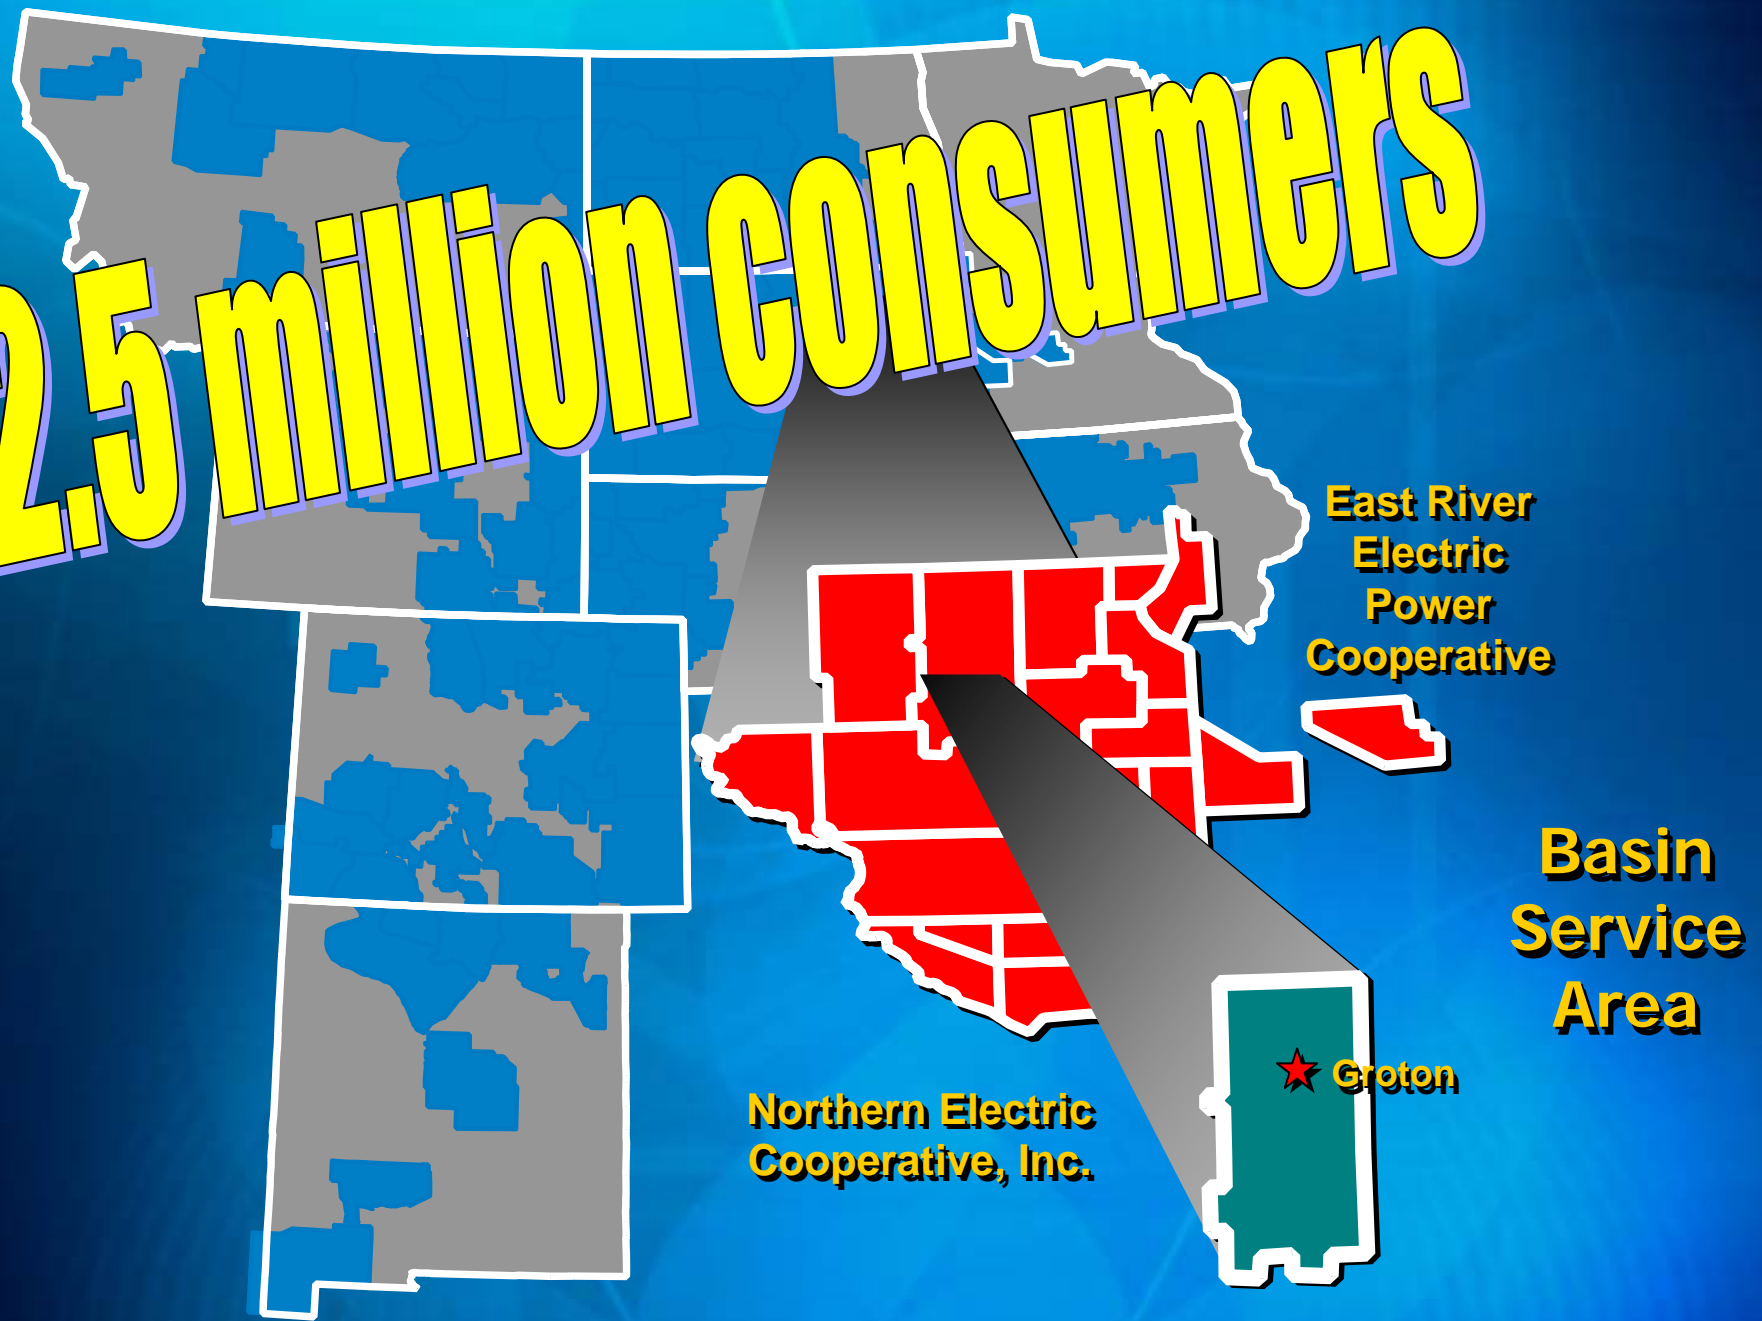 2.5 million consumers
East River
Electric
Power
Cooperative
Basin
Service
Area
Groton
Northern Electric
Cooperative, Inc.